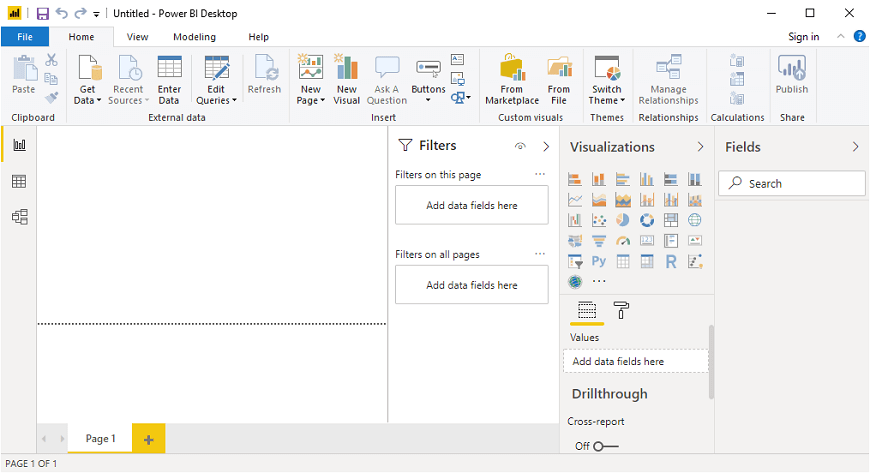 Untitled - Power BI Desktop
File Home View Modeling Help Sign in
Paste Get Data Recent Sources Enter Data Edit Queries Refresh New Page New Visual Ask A Question Buttons From Marketplace From File Switch Theme Manage Relationships Publish
Clipboard External data Insert Custom visuals Themes Relationships Calculations Share
Filters
Filters on this page
Add data fields here
Filters on all pages
Add data fields here
Visualizations
Py
R
Values
Add data fields here
Drillthrough
Cross-report
Off
Fields
Search
Page 1
PAGE 1 OF 1